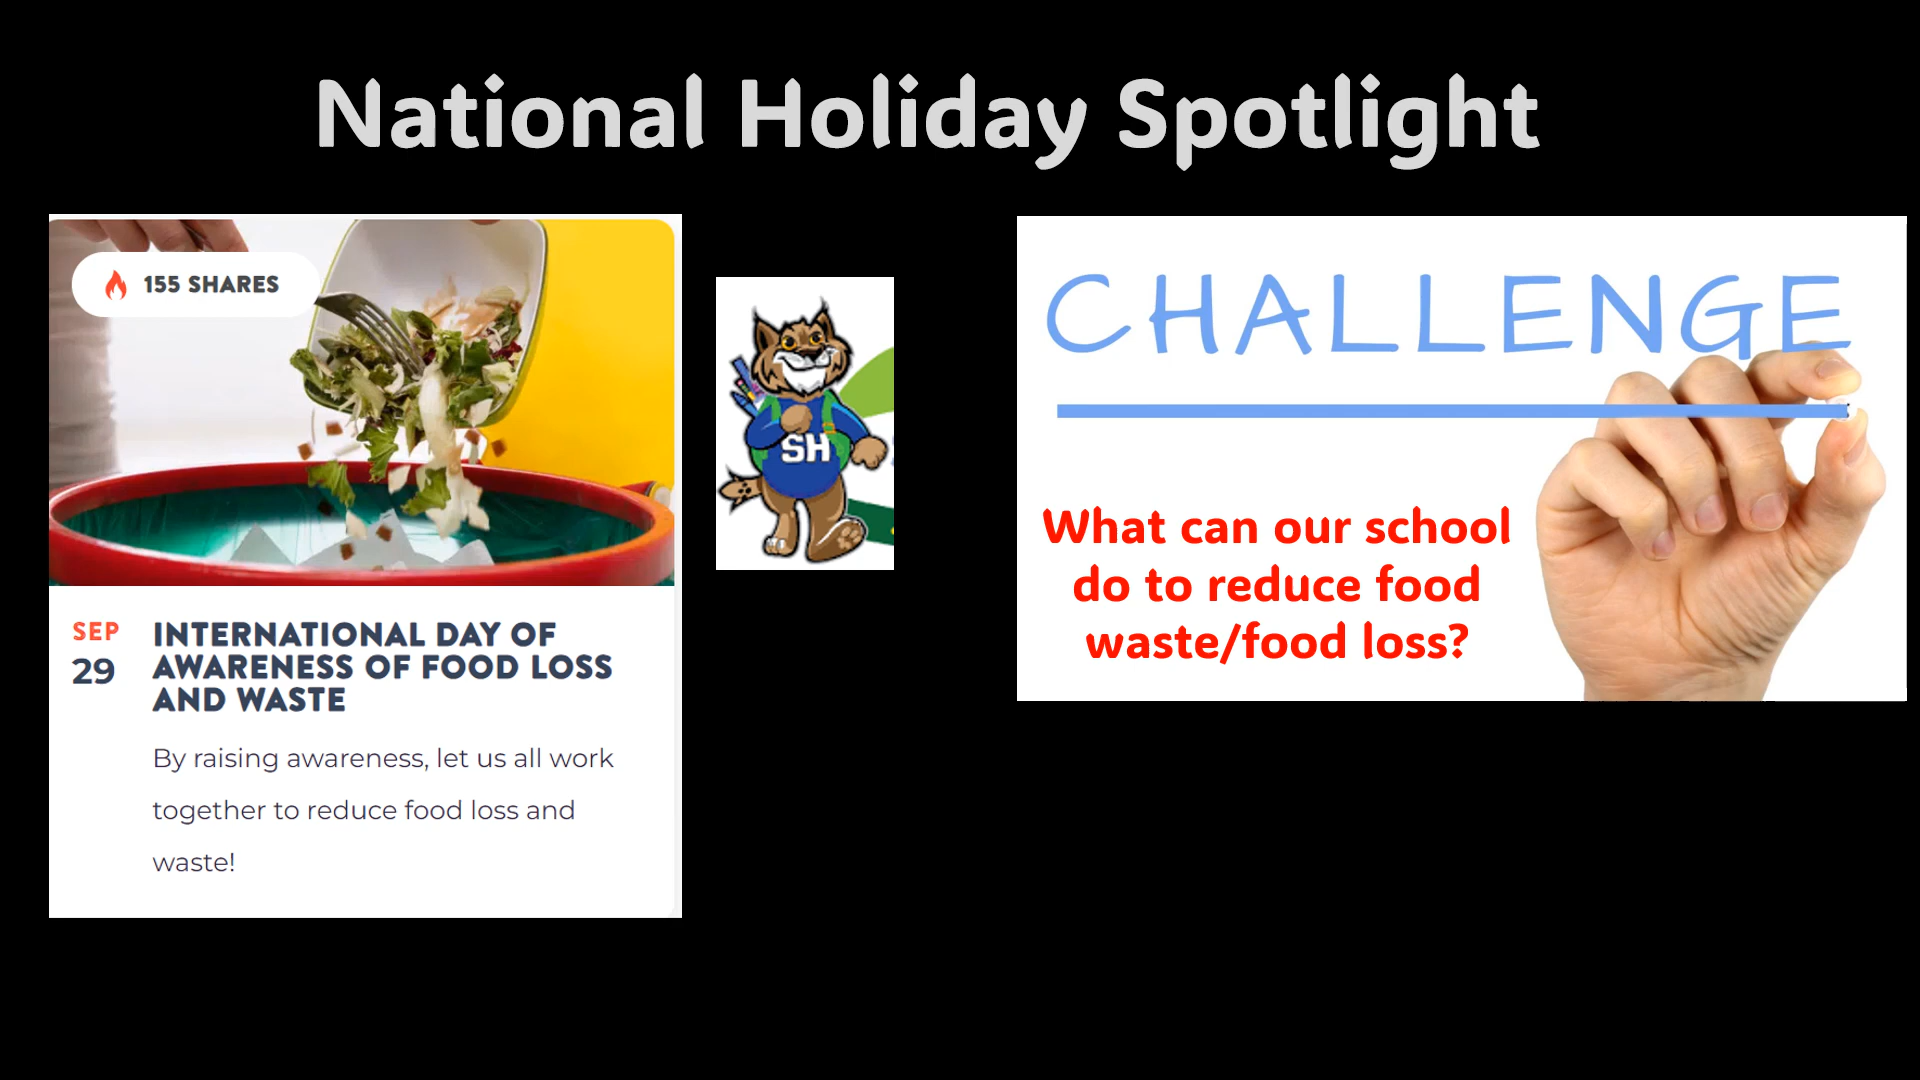 National Holiday Spotlight
155 SHARES
SEP
29
INTERNATIONAL DAY OF
AWARENESS OF FOOD LOSS
AND WASTE
By raising awareness, let us all work
together to reduce food loss and
waste!
SH
CHALLENGE
What can our school
do to reduce food
waste/food loss?